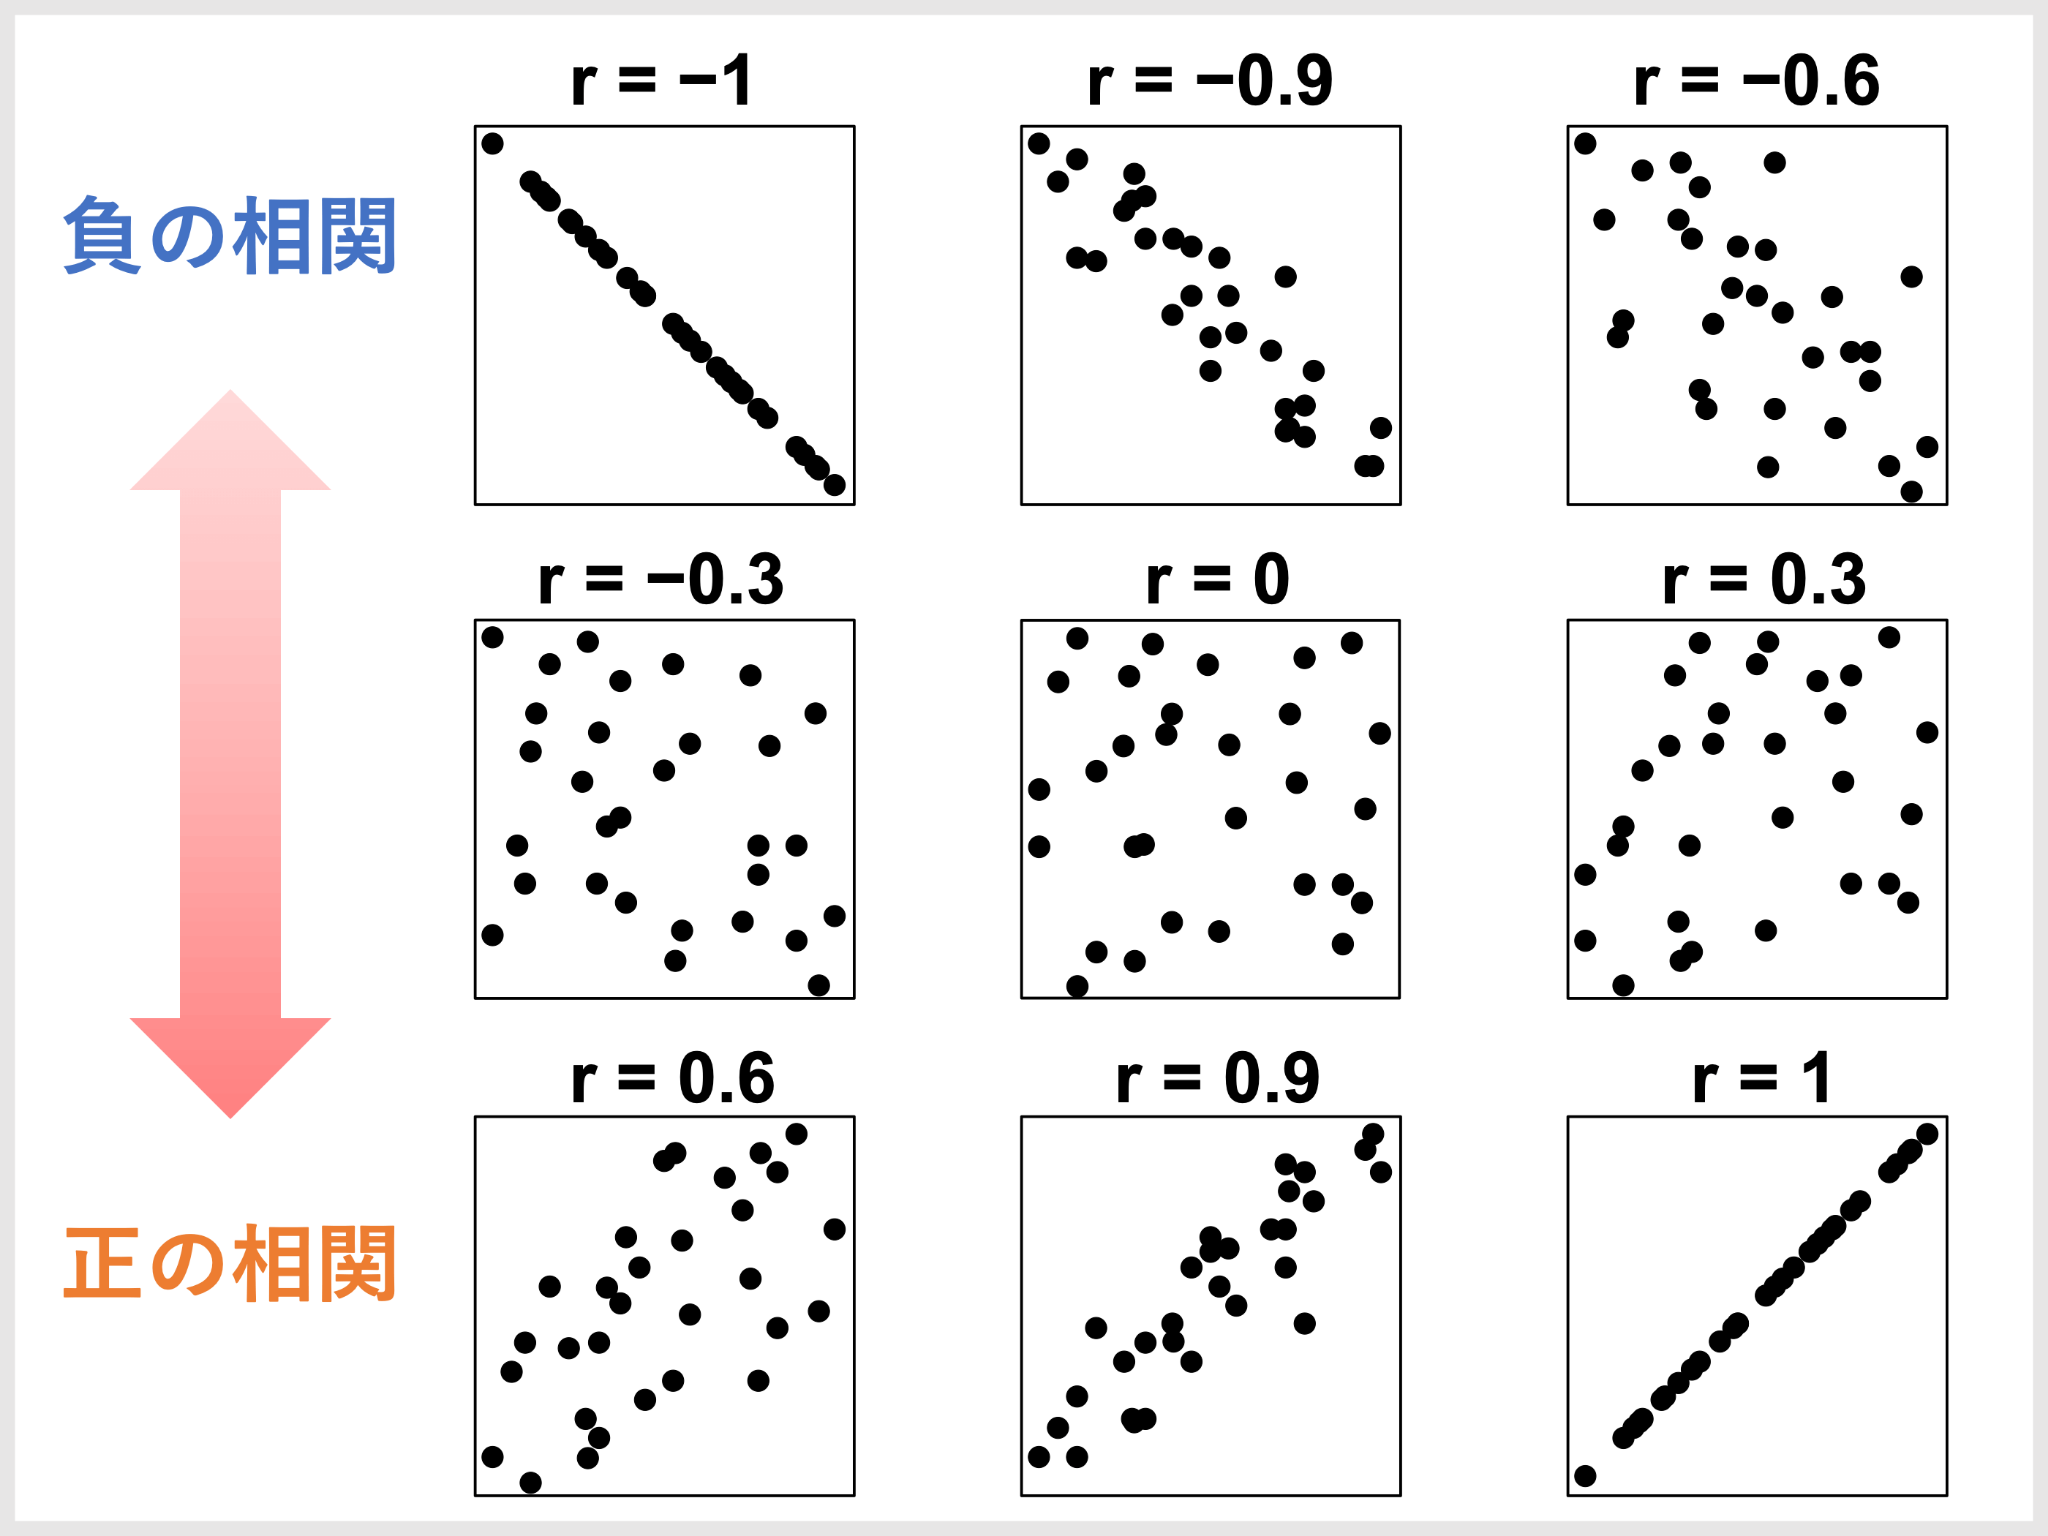 r = −1
r = −0.9
r = −0.6
負の相関
r = −0.3
r = 0
r = 0.3
r = 0.6
r = 0.9
r = 1
正の相関